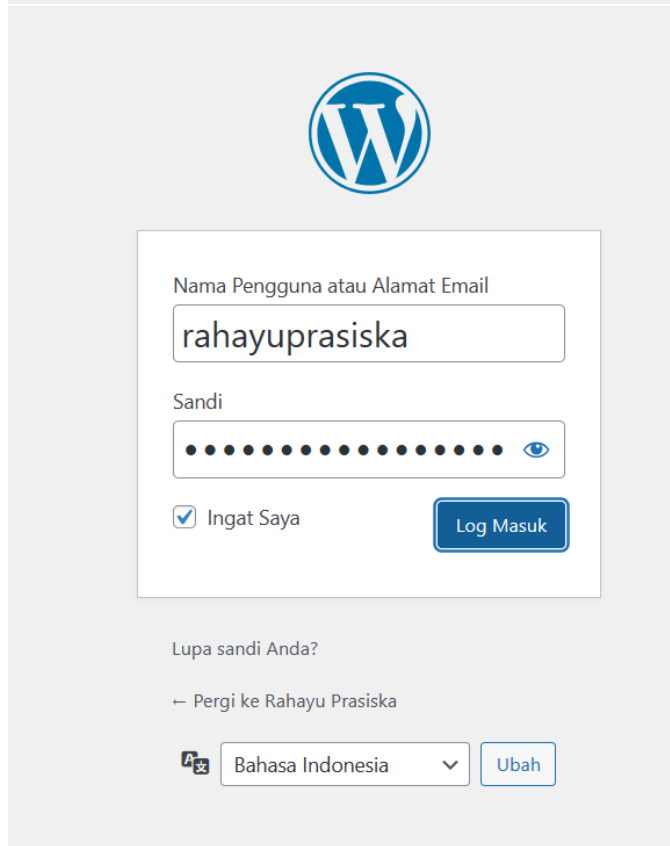 Nama Pengguna atau Alamat Email
rahayuprasiska
Sandi
•••••••••••••••••
Ingat Saya
Log Masuk
Lupa sandi Anda?
← Pergi ke Rahayu Prasiska
Bahasa Indonesia
Ubah